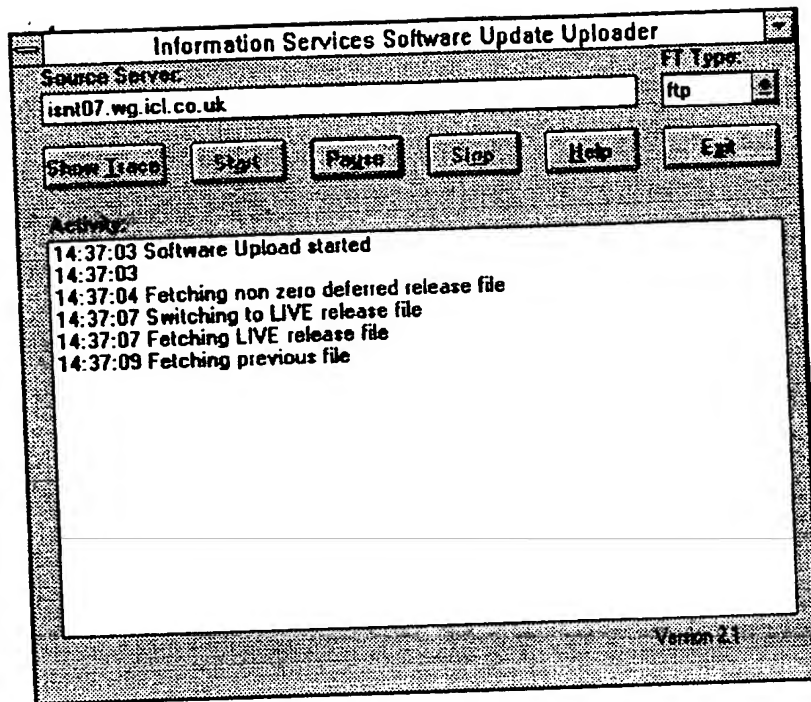 Information Services Software Update Uploader
Source Server:
FT Type:
isnt07.wg.icl.co.uk
ftp
Show Trace
Start
Pause
Stop
Help
Exit
Activity:
14:37:03 Software Upload started
14:37:03
14:37:04 Fetching non zero deferred release file
14:37:07 Switching to LIVE release file
14:37:07 Fetching LIVE release file
14:37:09 Fetching previous file
Version 2.1